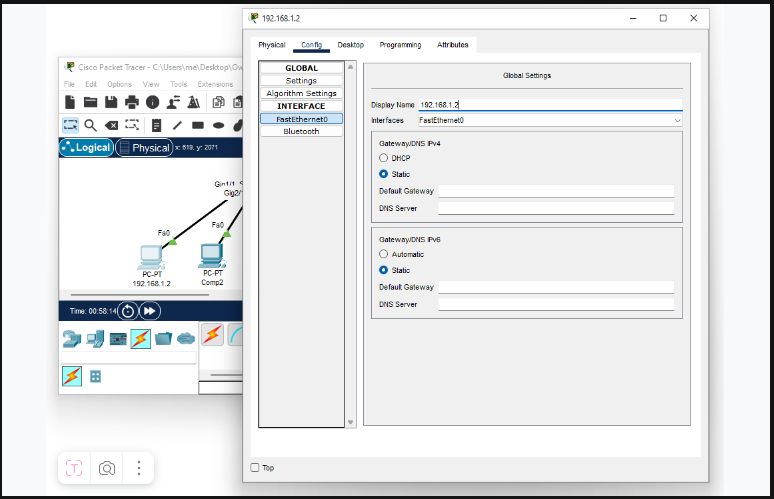 192.168.1.2
Physical Config Desktop Programming Attributes
GLOBAL
Settings
Algorithm Settings
INTERFACE
FastEthernet0
Bluetooth
Global Settings
Display Name 192.168.1.2
Interfaces FastEthernet0
Gateway/DNS IPv4
DHCP
Static
Default Gateway
DNS Server
Gateway/DNS IPv6
Automatic
Static
Default Gateway
DNS Server
Top
Cisco Packet Tracer - C:\Users\me\Desktop\Ow
File Edit Options View Tools Extensions
Logical Physical x: 819, y: 2071
Gig2/
Fa0 Fa0
PC-PT PC-PT
192.168.1.2 Comp2
Time: 00:58:14
T